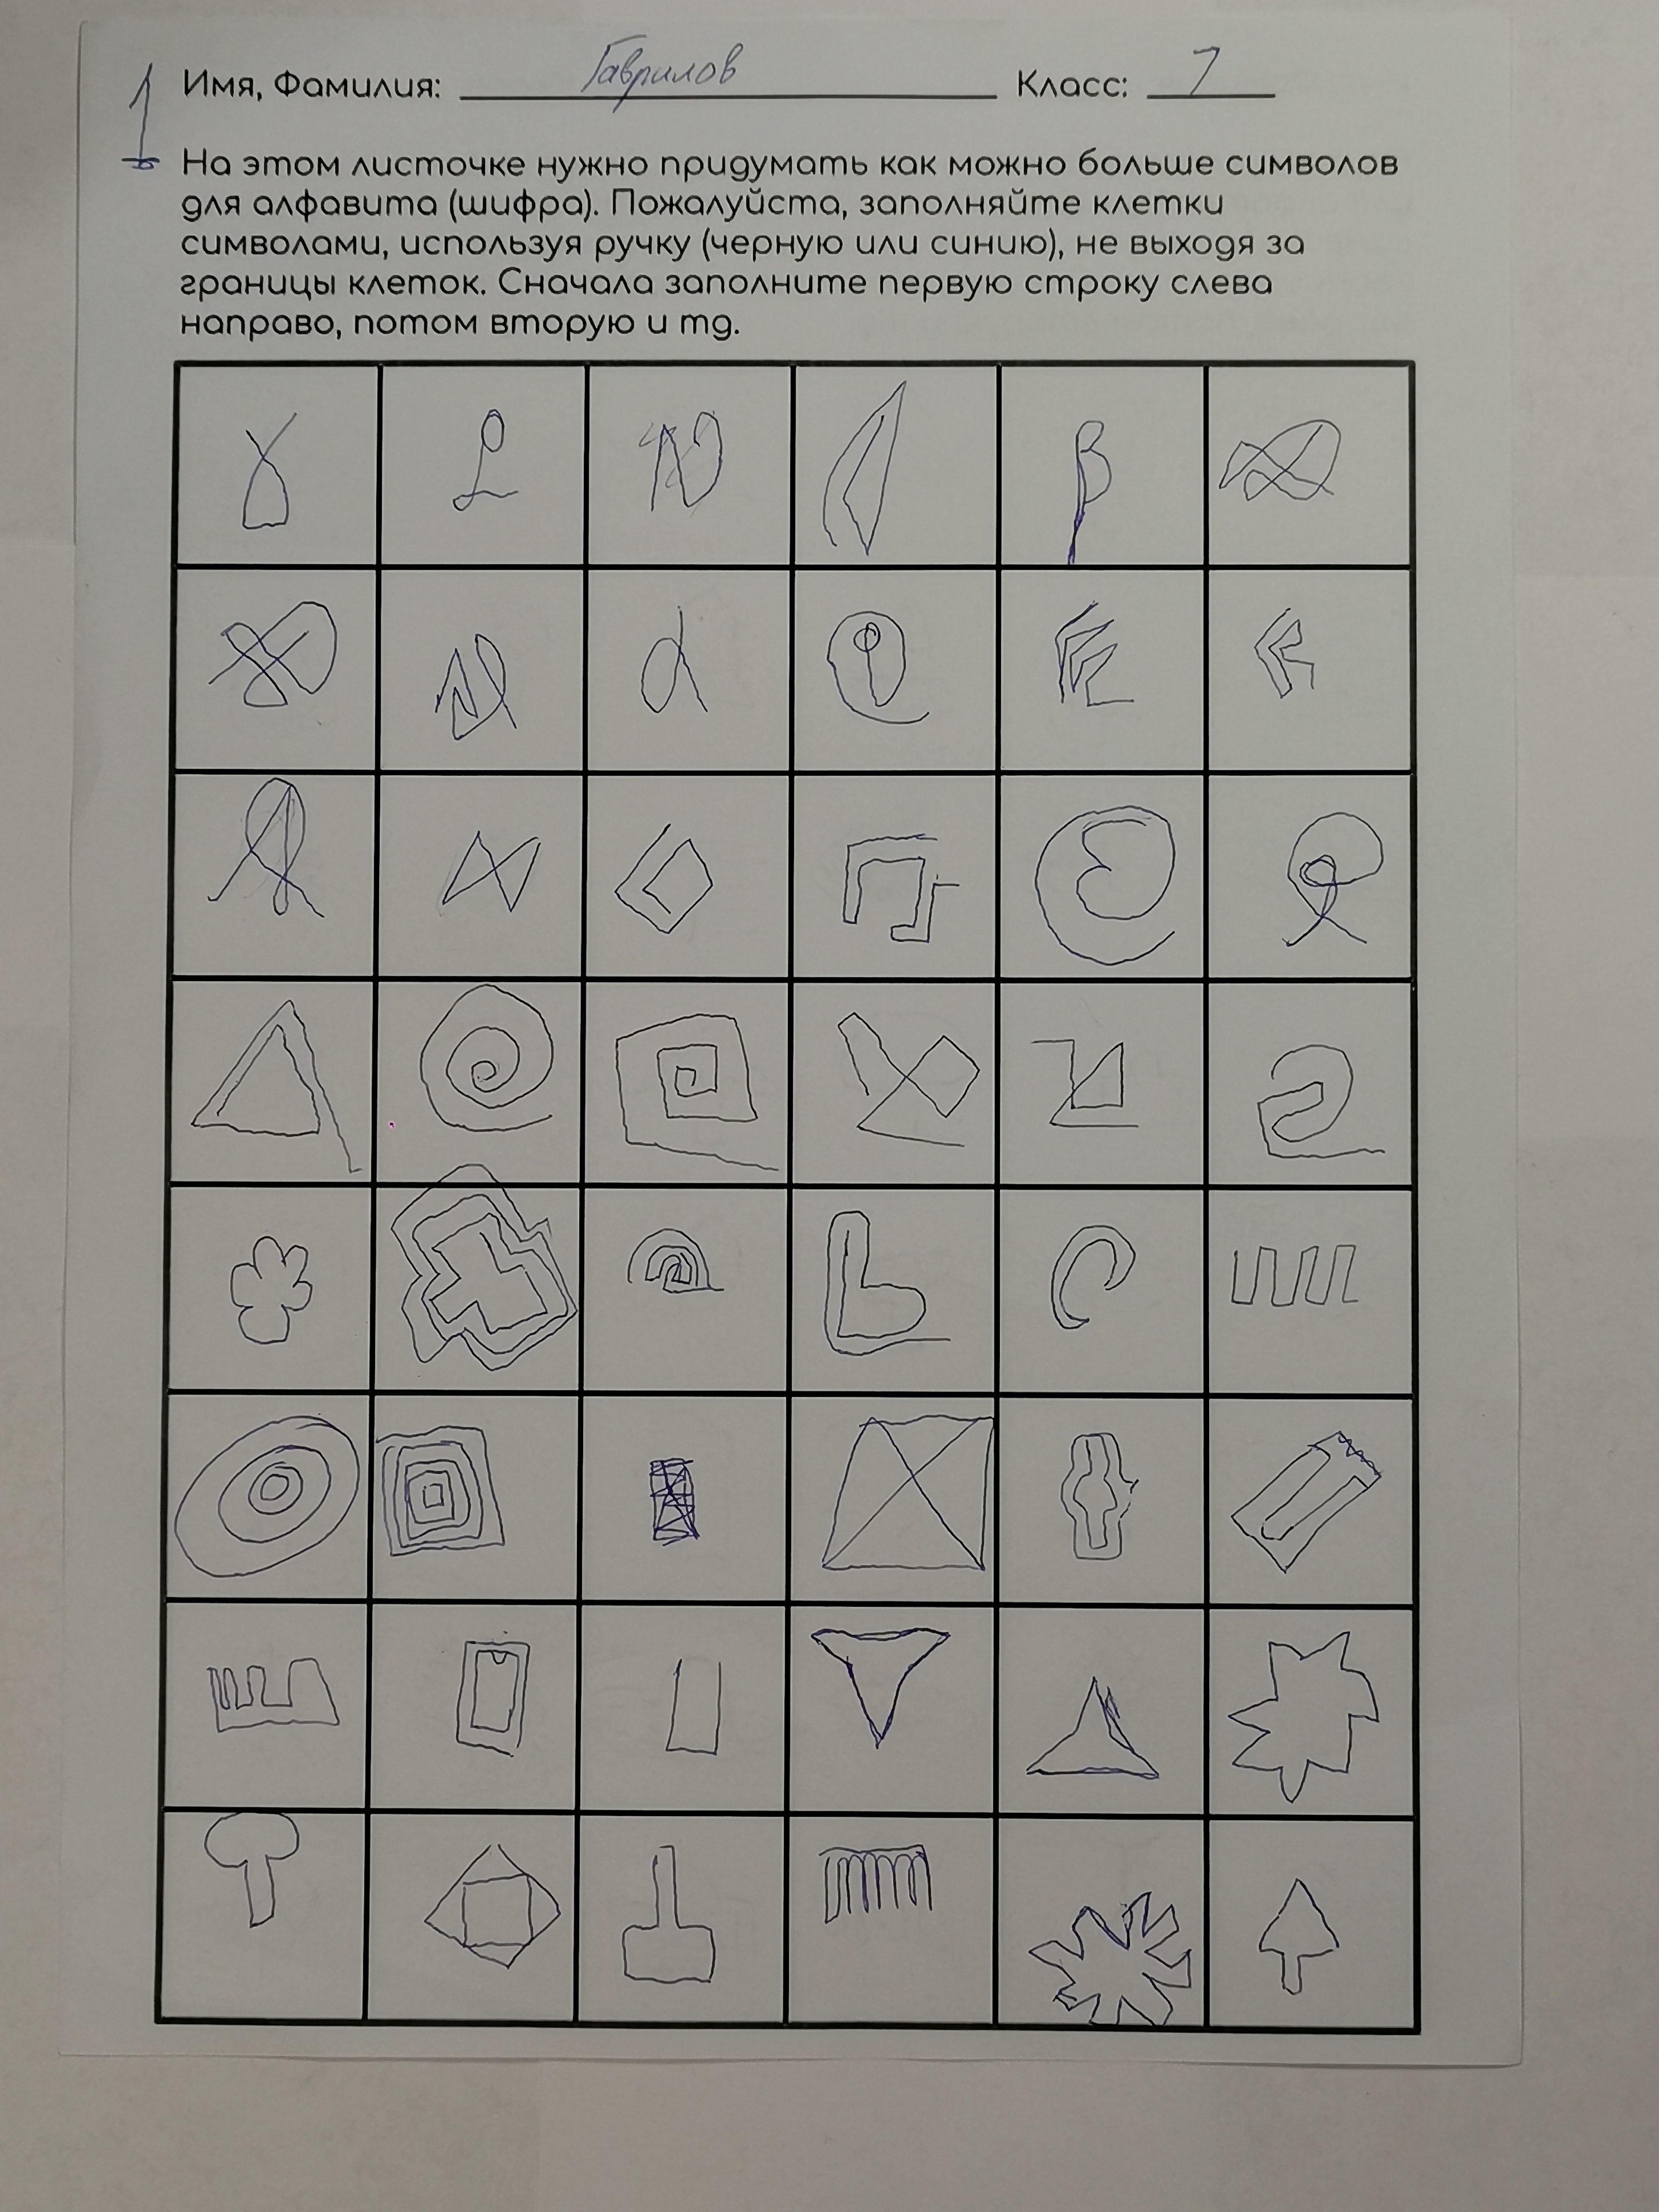 1 Имя, Фамилия: Гаврилов Класс: 7
На этом листочке нужно придумать как можно больше символов
для алфавита (шифра). Пожалуйста, заполняйте клетки
символами, используя ручку (черную или синию), не выходя за
границы клеток. Сначала заполните первую строку слева
направо, потом вторую и тд.